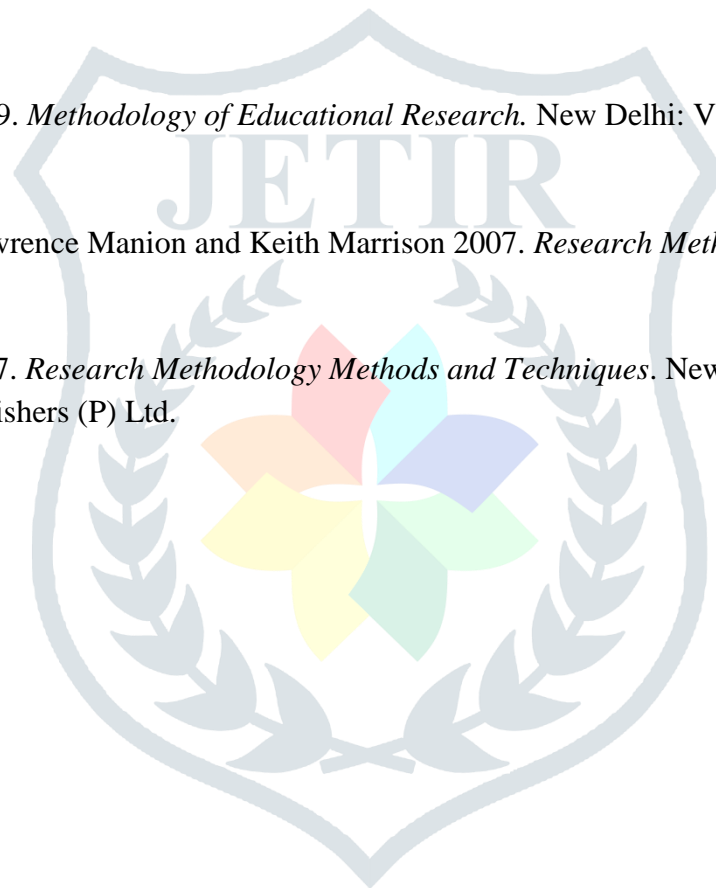 9. Methodology of Educational Research. New Delhi: V
JETIR
wrence Manion and Keith Marrison 2007. Research Meth
7. Research Methodology Methods and Techniques. New
ishers (P) Ltd.